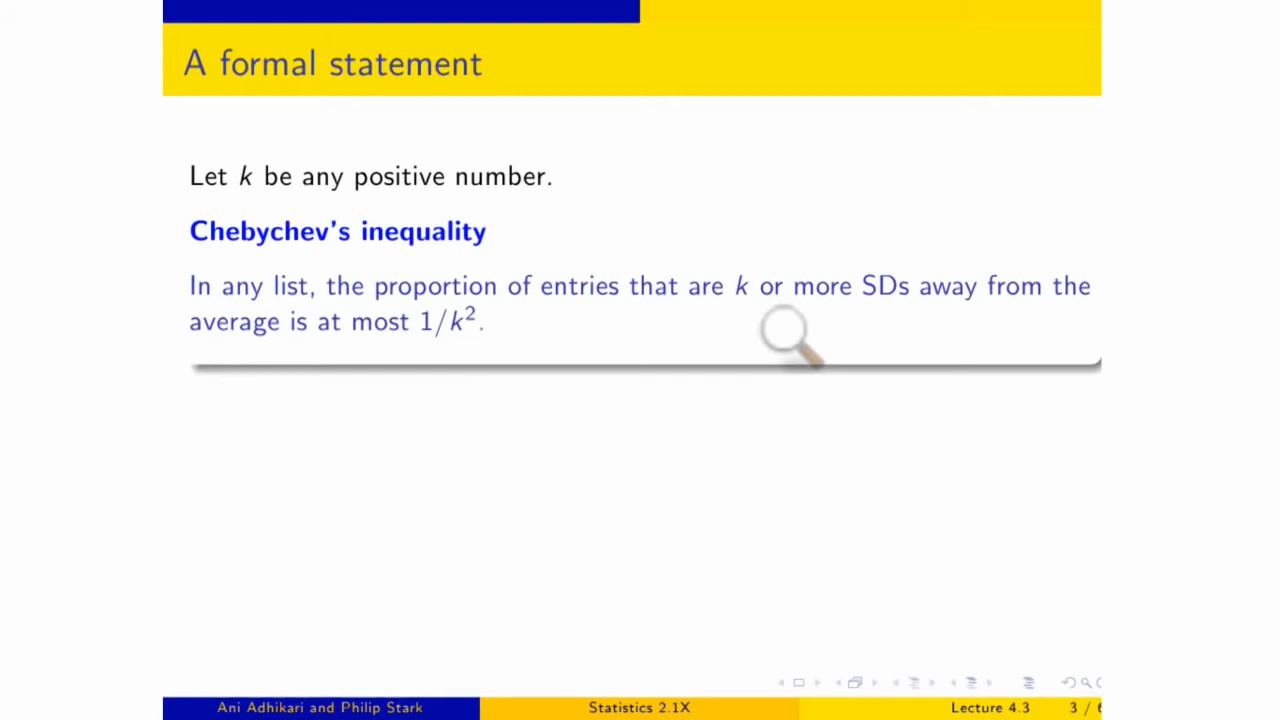 A formal statement
Let k be any positive number.
Chebychev's inequality
In any list, the proportion of entries that are k or more SDs away from the
average is at most 1/k².
Ani Adhikari and Philip Stark
Statistics 2.1X
Lecture 4.3
3 /